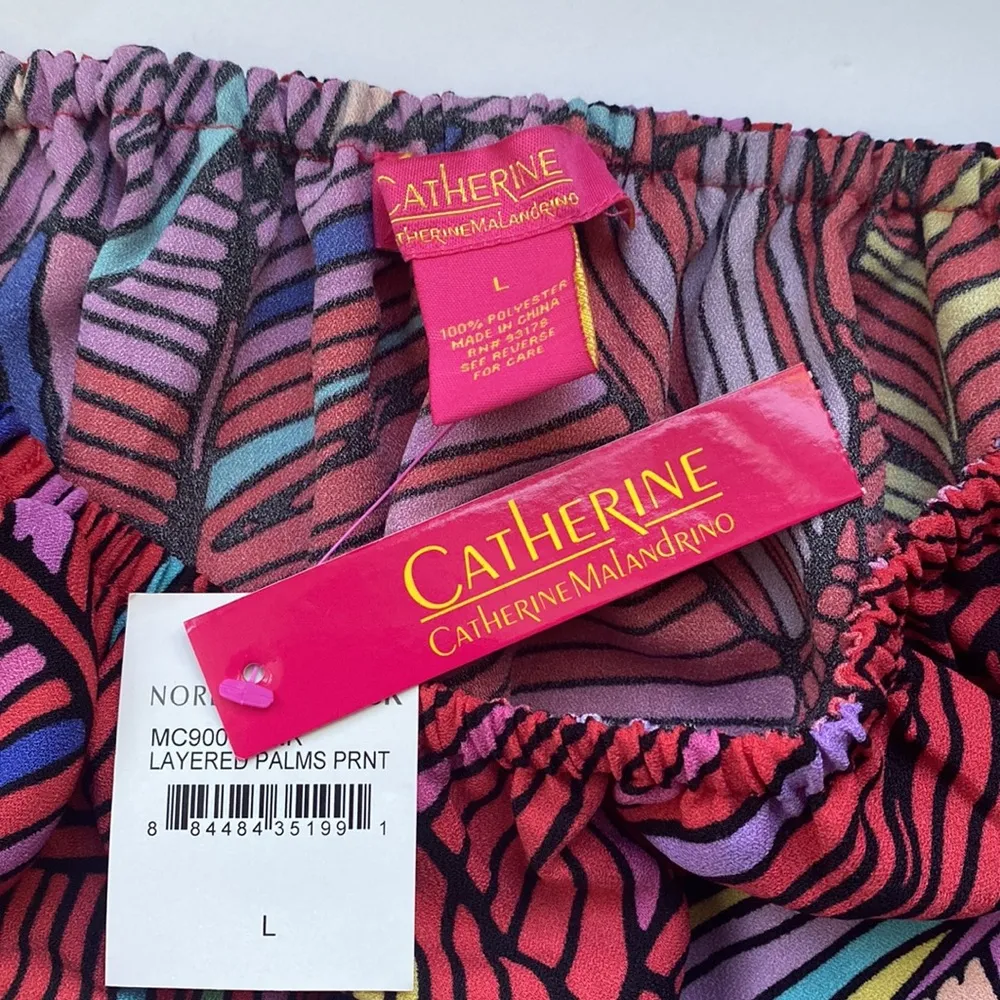 CATHERINE
CATHERINE MALANDRINO
L
100% POLYESTER
MADE IN CHINA
RN# 93178
SEE REVERSE
FOR CARE
CATHERINE
CATHERINE MALANDRINO
LAYERED PALMS PRNT
8 84484 35199 1
L